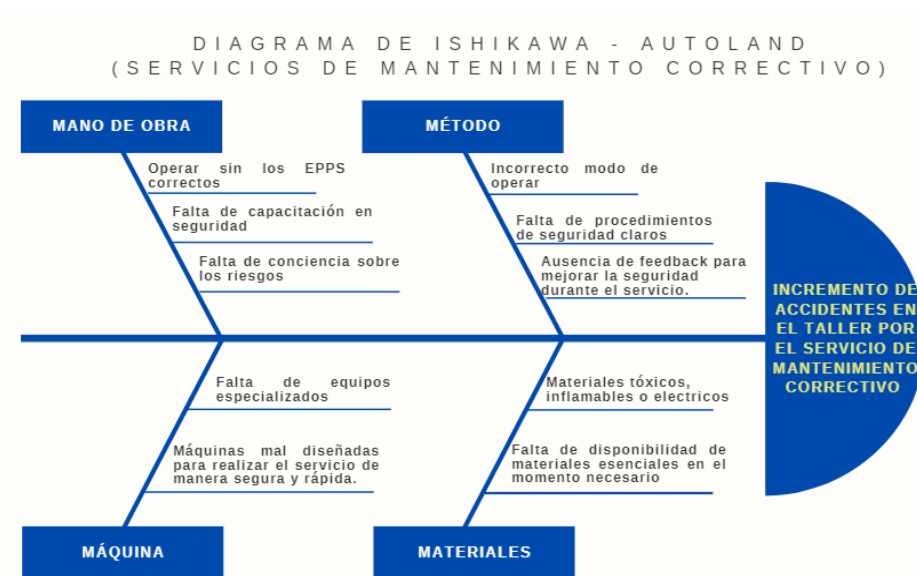 DIAGRAMA DE ISHIKAWA - AUTOLAND
(SERVICIOS DE MANTENIMIENTO CORRECTIVO)
MANO DE OBRA
MÉTODO
Operar sin los EPPS
correctos
Falta de capacitación en
seguridad
Falta de conciencia sobre
los riesgos
Incorrecto modo de
operar
Falta de procedimientos
de seguridad claros
Ausencia de feedback para
mejorar la seguridad
durante el servicio.
INCREMENTO DE
ACCIDENTES EN
EL TALLER POR
EL SERVICIO DE
MANTENIMIENTO
CORRECTIVO
Falta de equipos
especializados
Máquinas mal diseñadas
para realizar el servicio de
manera segura y rápida.
Materiales tóxicos,
inflamables o electricos
Falta de disponibilidad de
materiales esenciales en el
momento necesario
MÁQUINA
MATERIALES